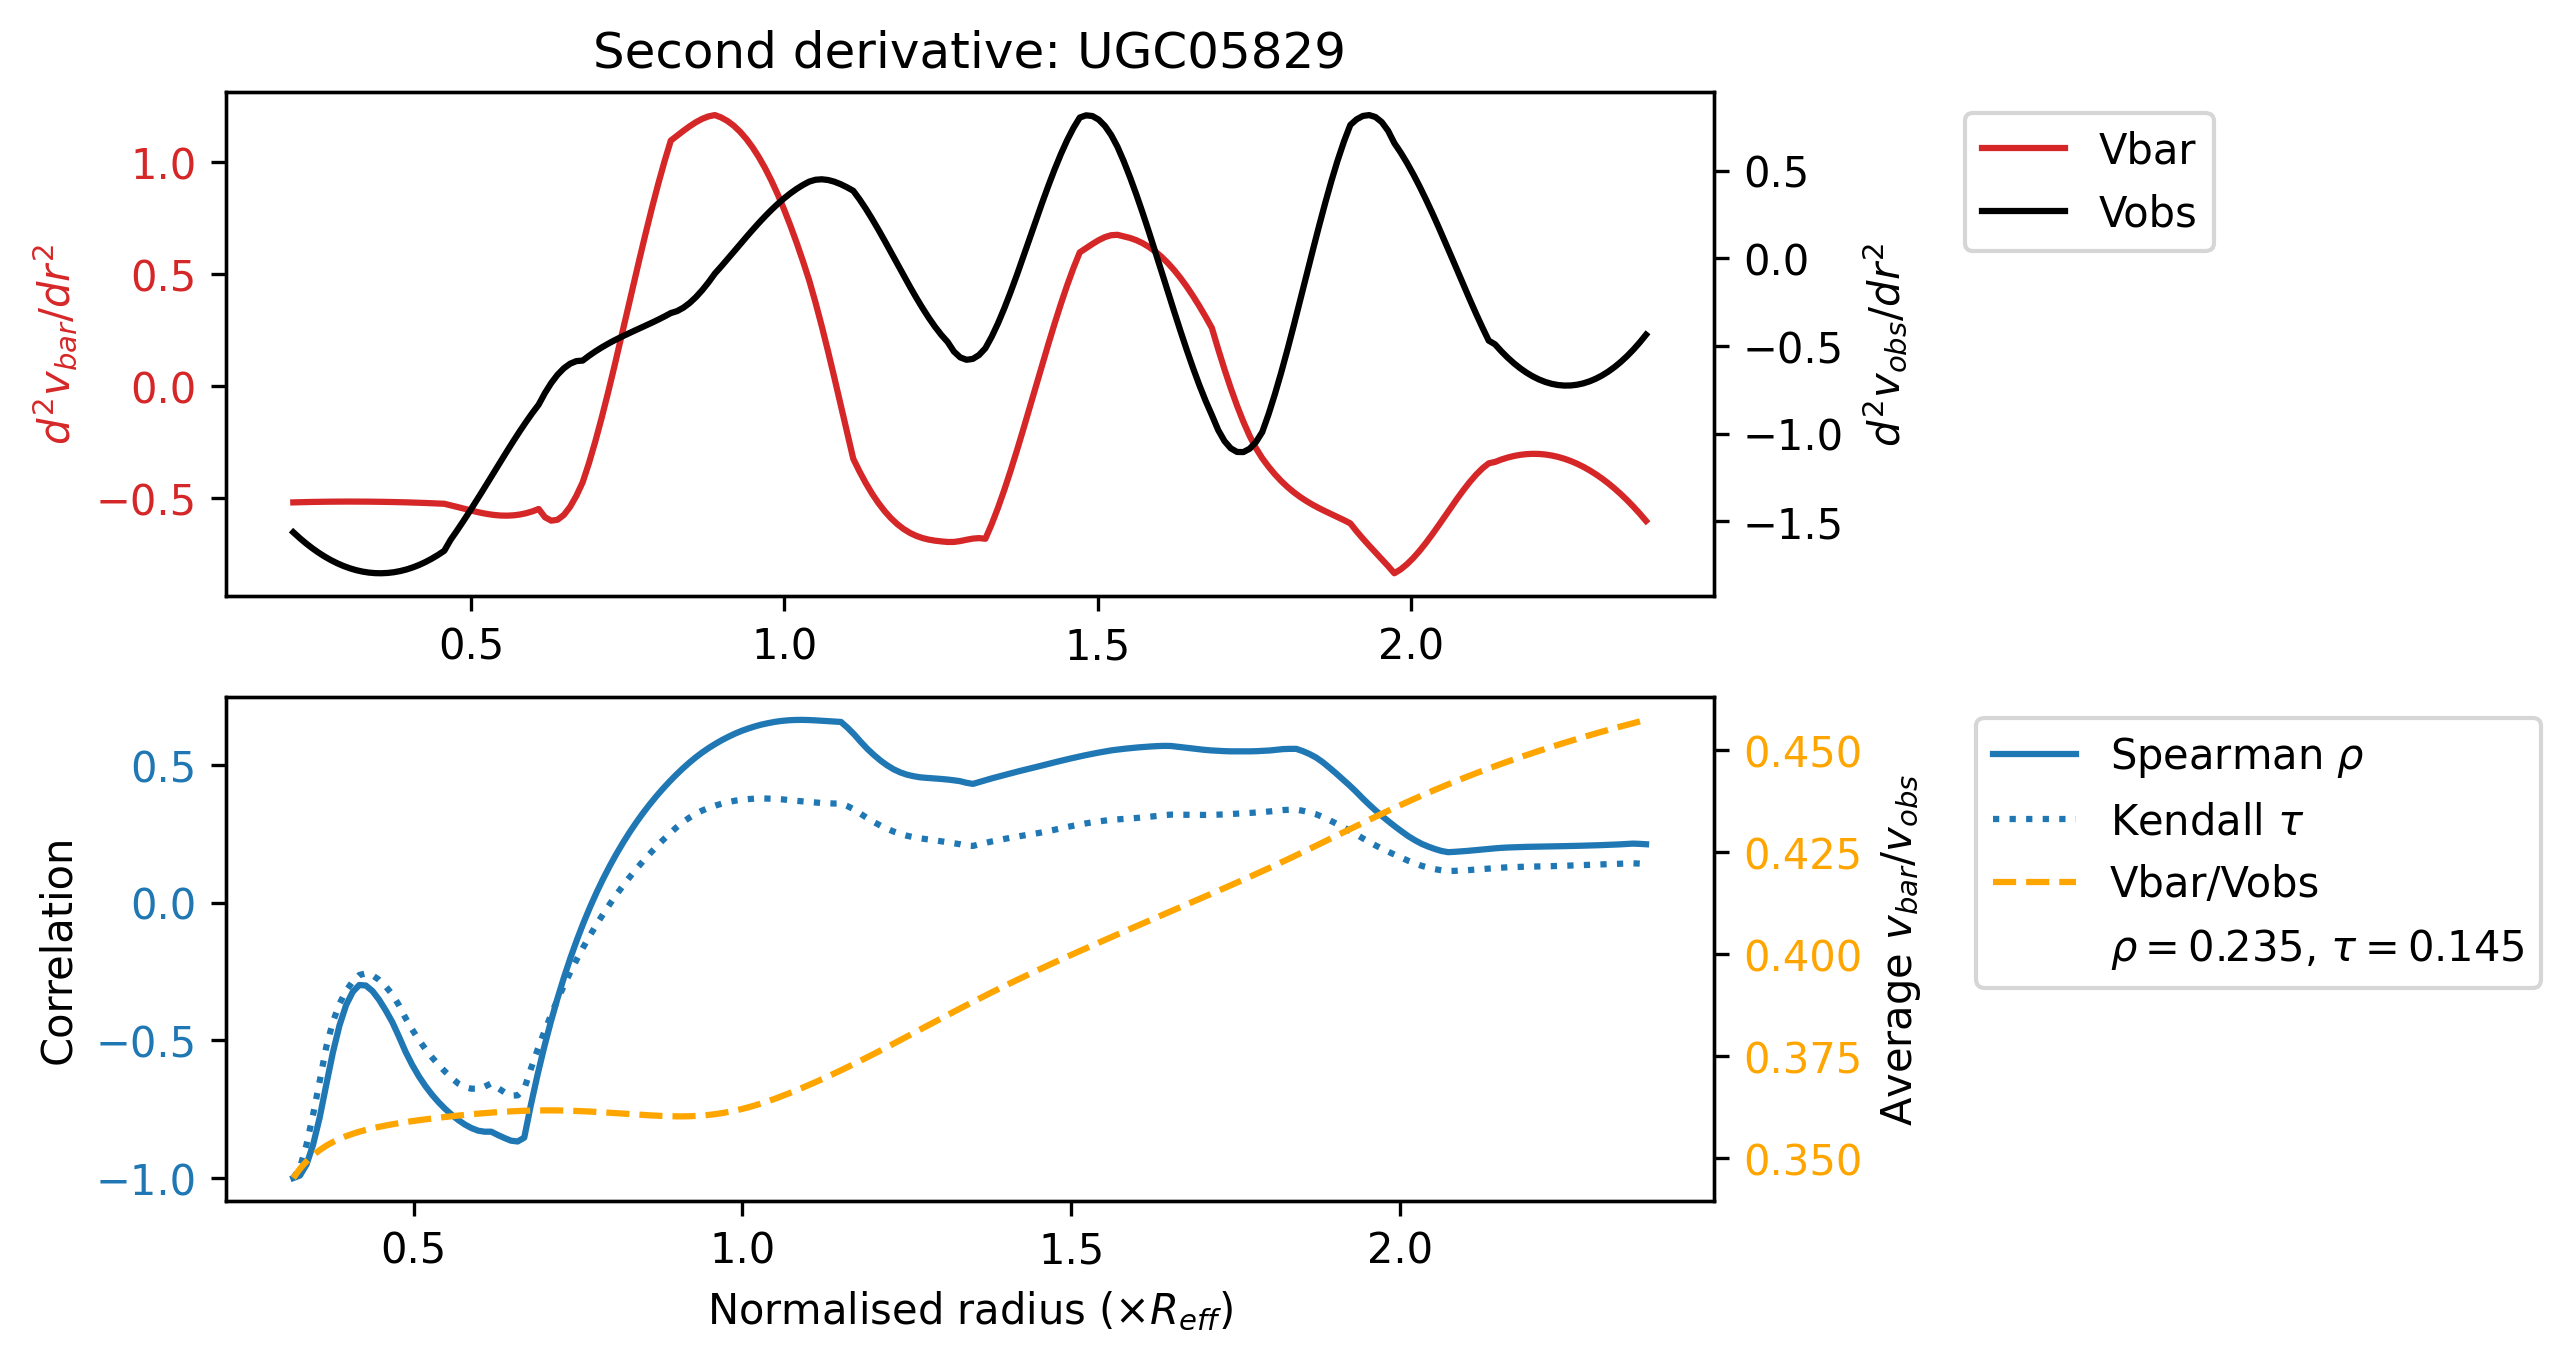 Second derivative: UGC05829
d²v_bar/dr²
1.0
0.5
0.0
−0.5
0.5
0.0
−0.5
−1.0
−1.5
d²v_obs/dr²
0.5 1.0 1.5 2.0
Vbar
Vobs
Correlation
0.5
0.0
−0.5
−1.0
0.450
0.425
0.400
0.375
0.350
Average v_bar/v_obs
0.5 1.0 1.5 2.0
Normalised radius (×R_eff)
Spearman ρ
Kendall τ
Vbar/Vobs
ρ = 0.235, τ = 0.145